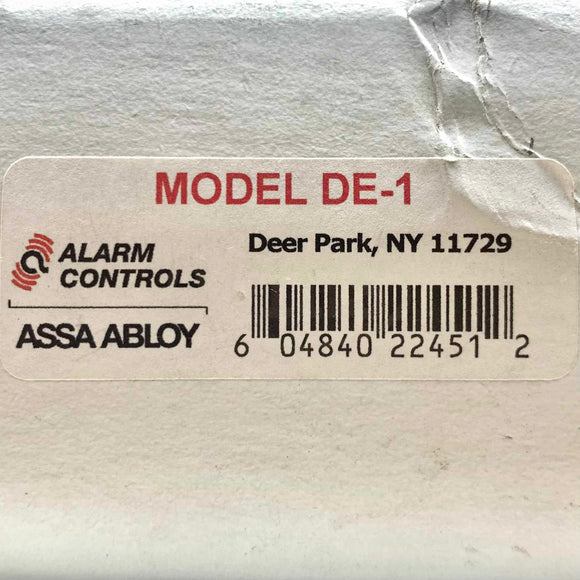 MODEL DE-1
ALARM
CONTROLS
ASSA ABLOY
Deer Park, NY 11729
6 04840 22451 2